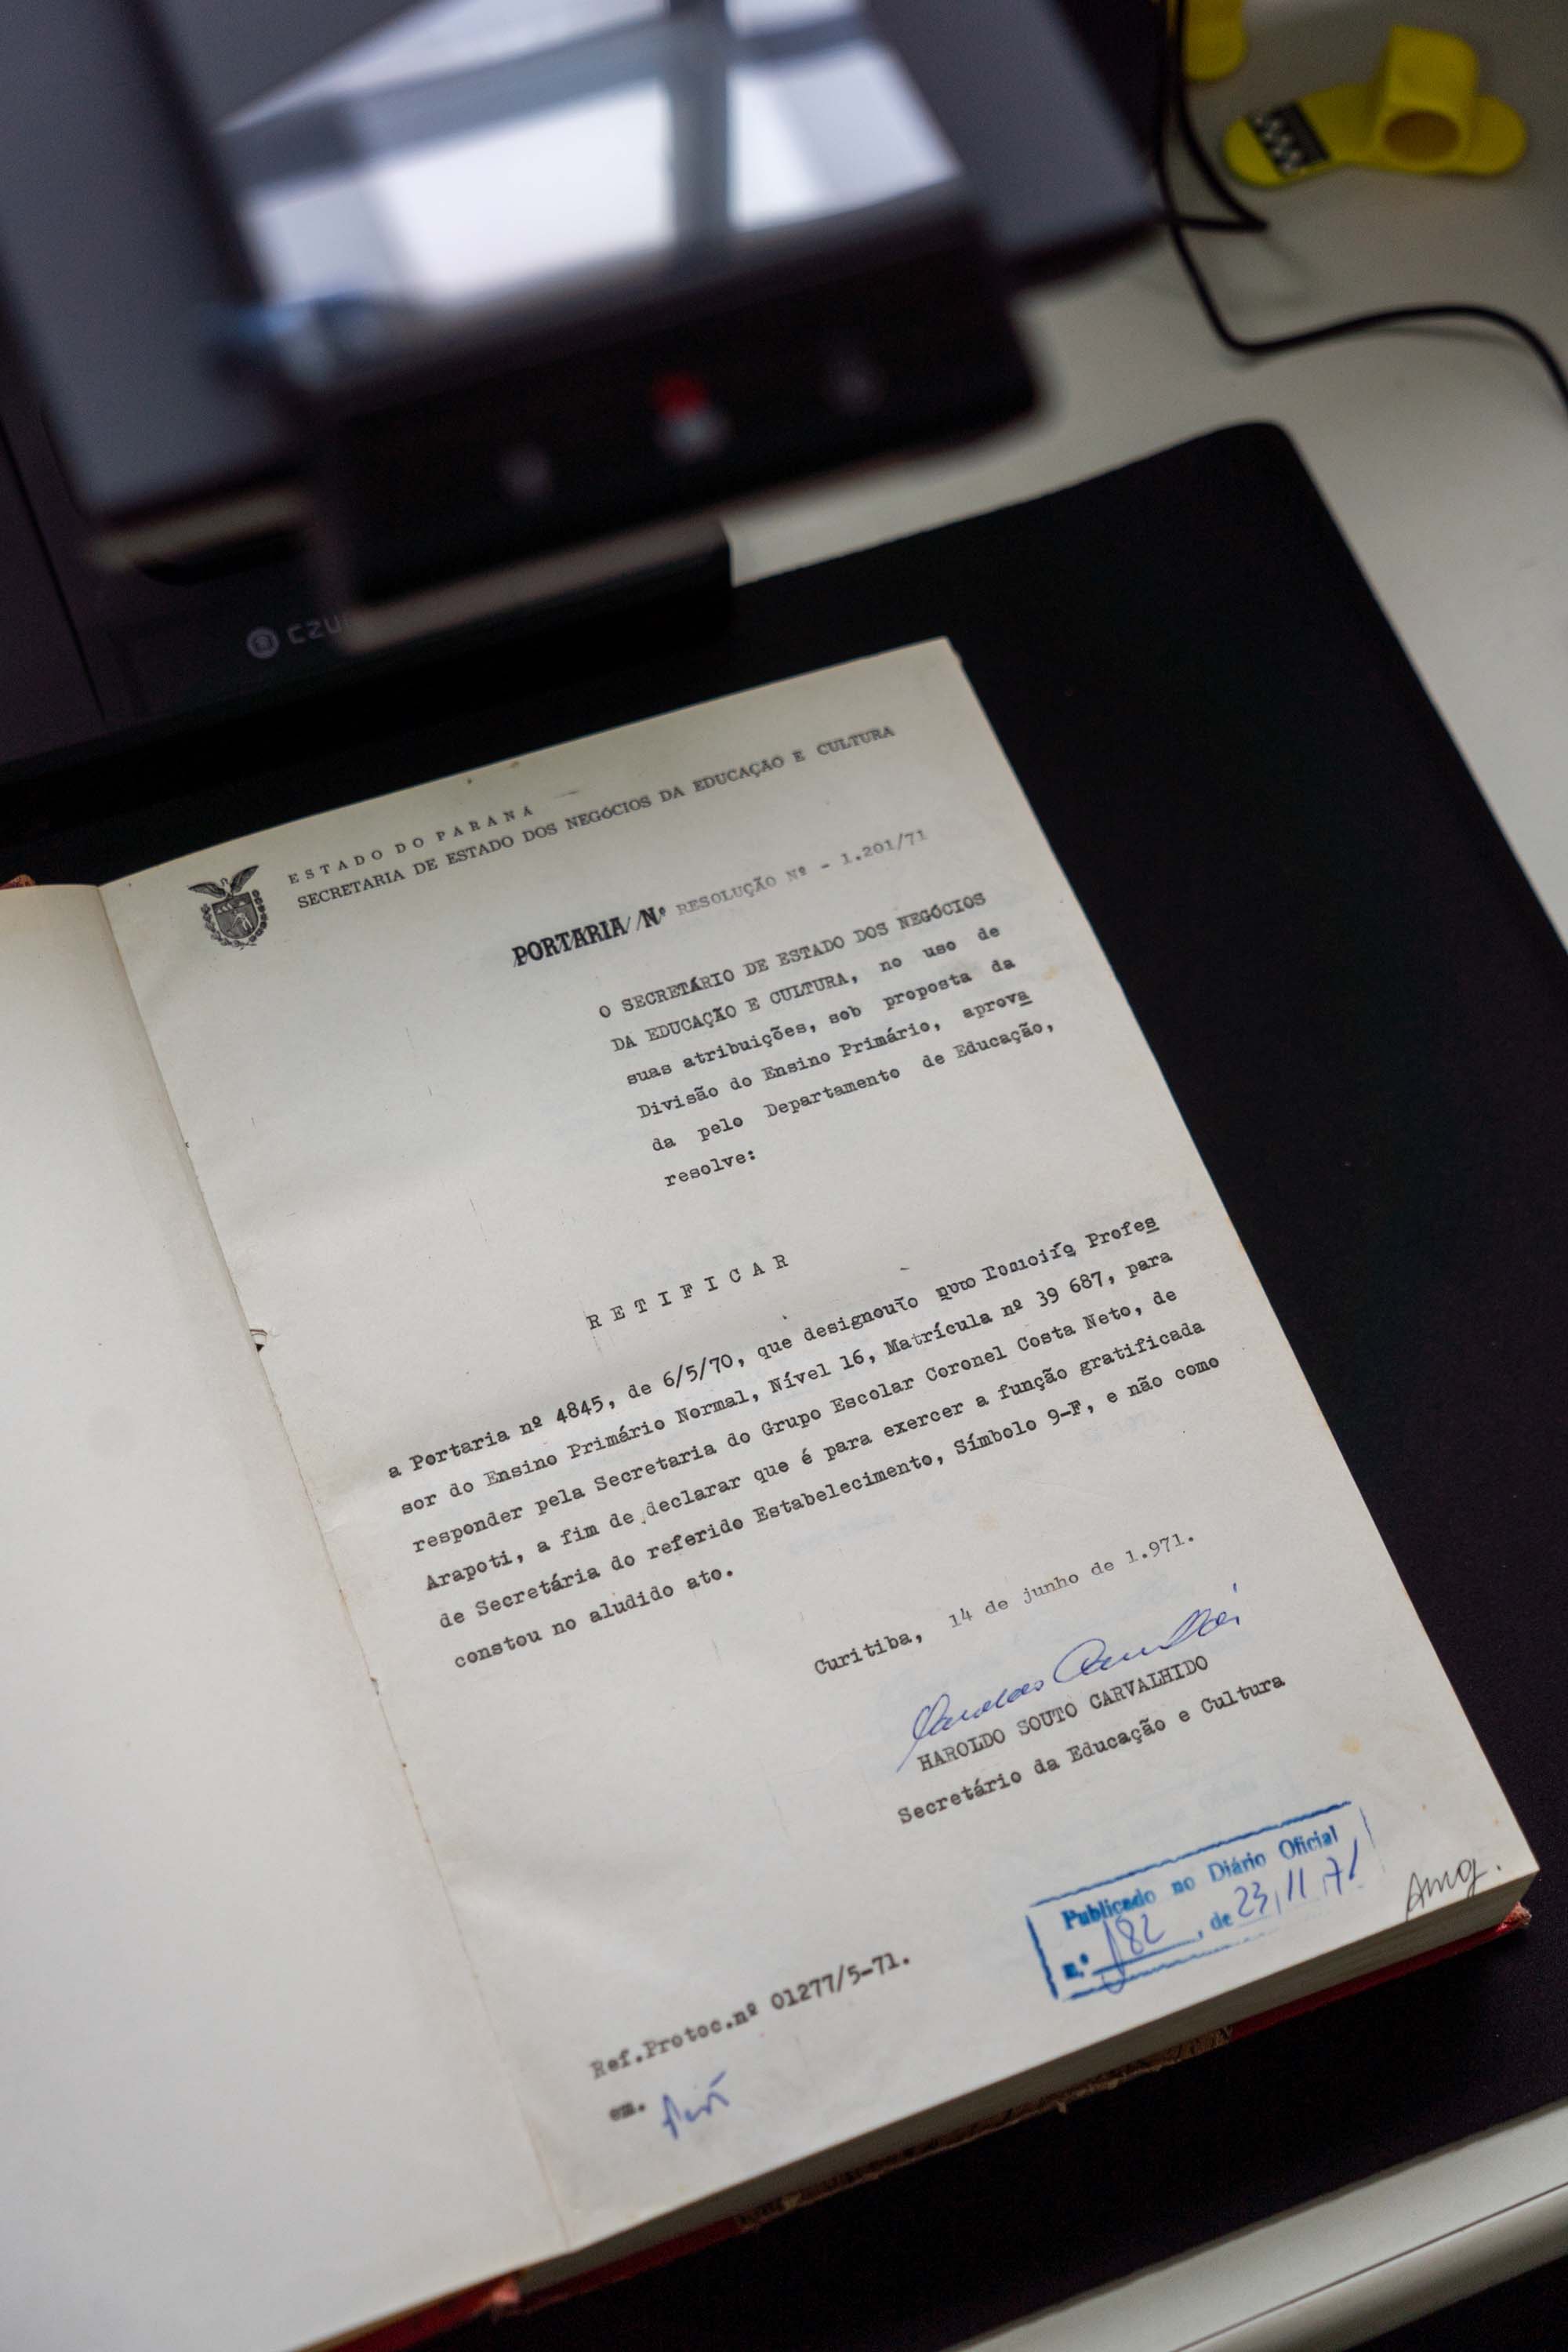 CZU
ESTADO DO PARANÁ
SECRETARIA DE ESTADO DOS NEGÓCIOS DA EDUCAÇÃO E CULTURA
PORTARIA N.º RESOLUÇÃO Nº - 1.201/71
O SECRETÁRIO DE ESTADO DOS NEGÓCIOS
DA EDUCAÇÃO E CULTURA, no uso de
suas atribuições, sob proposta da
Divisão do Ensino Primário, aprova
da pelo Departamento de Educação,
resolve:
RETIFICAR
a Portaria nº 4845, de 6/5/70, que Profes
sor do Ensino Primário Normal, Nível 16, Matrícula nº 39 687, para
responder pela Secretaria do Grupo Escolar Coronel Costa Neto, de
Arapoti, a fim de declarar que é para exercer a função gratificada
de Secretária do referido Estabelecimento, Símbolo 9-F, e não como
constou no aludido ato.
Curitiba, 14 de junho de 1.971.
HAROLDO SOUTO CARVALHIDO
Secretário da Educação e Cultura
Publicado no Diário Oficial
n.º 182, de 23/11/71
Amg.
Ref.Protoc.nº 01277/5-71.
em.